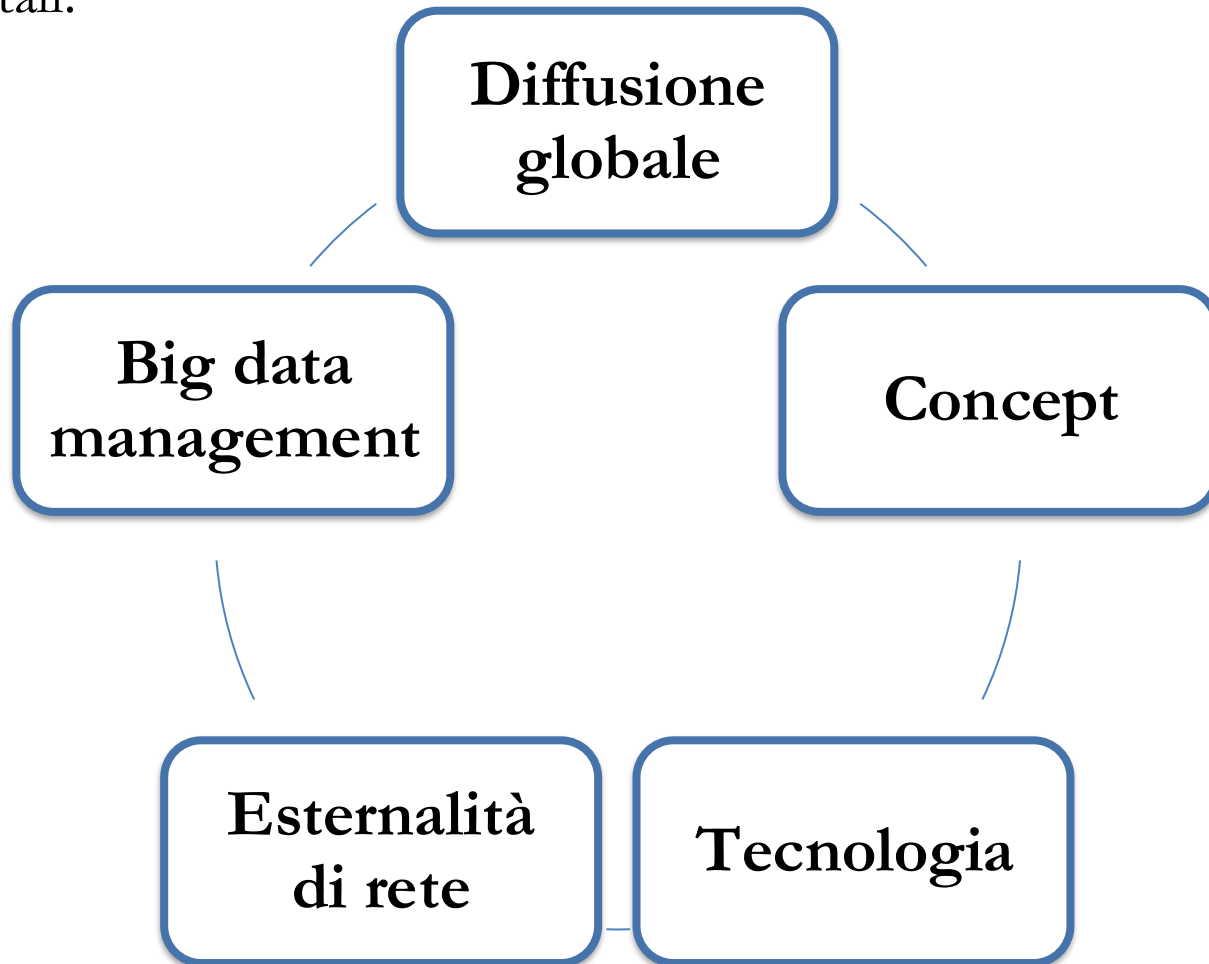 Diffusione
globale
Big data
management
Concept
Esternalità
di rete
Tecnologia